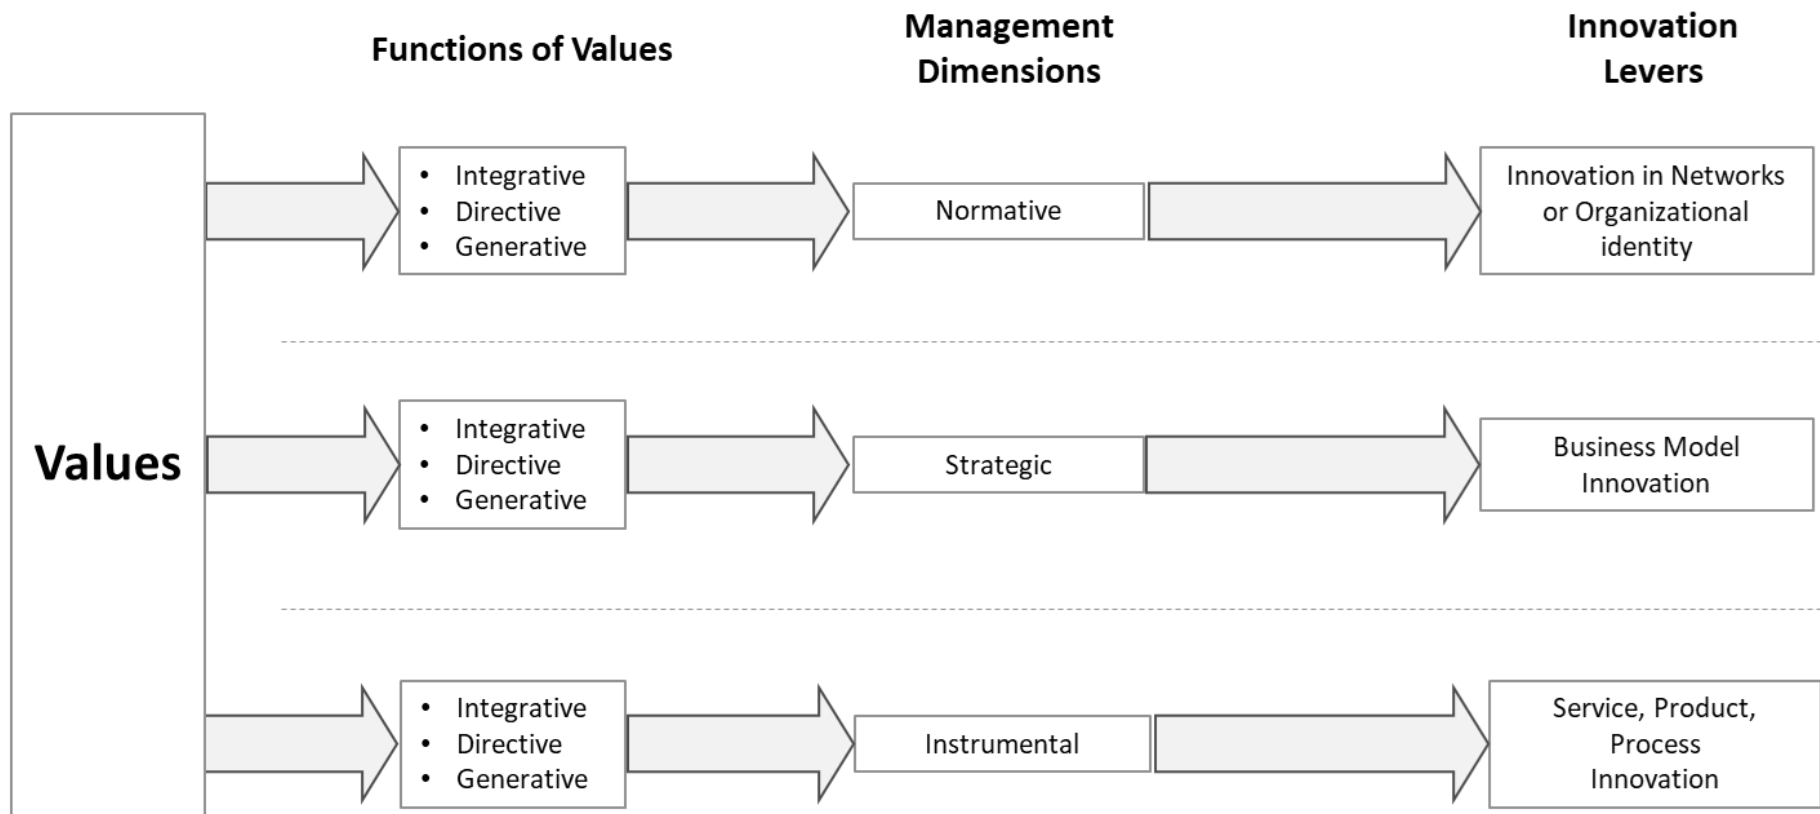 Functions of Values
Management
Dimensions
Innovation
Levers
Values
• Integrative
• Directive
• Generative
Normative
Innovation in Networks
or Organizational
identity
• Integrative
• Directive
• Generative
Strategic
Business Model
Innovation
• Integrative
• Directive
• Generative
Instrumental
Service, Product,
Process
Innovation